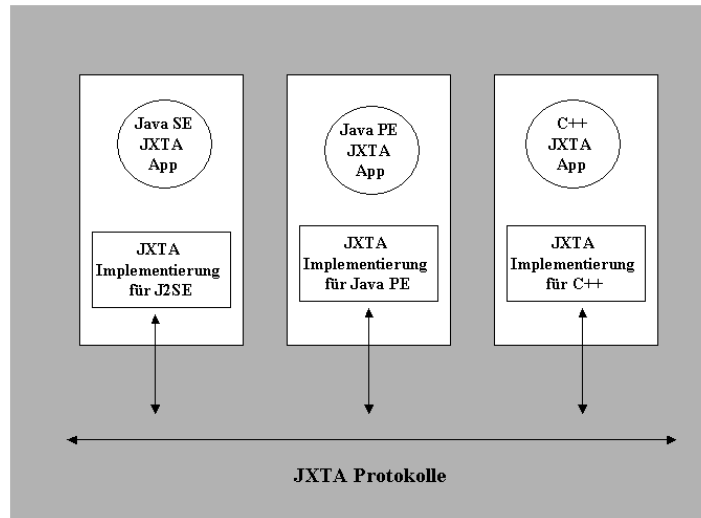 Java SE
JXTA
App
JXTA
Implementierung
für J2SE
Java PE
JXTA
App
JXTA
Implementierung
für Java PE
C++
JXTA
App
JXTA
Implementierung
für C++
JXTA Protokolle